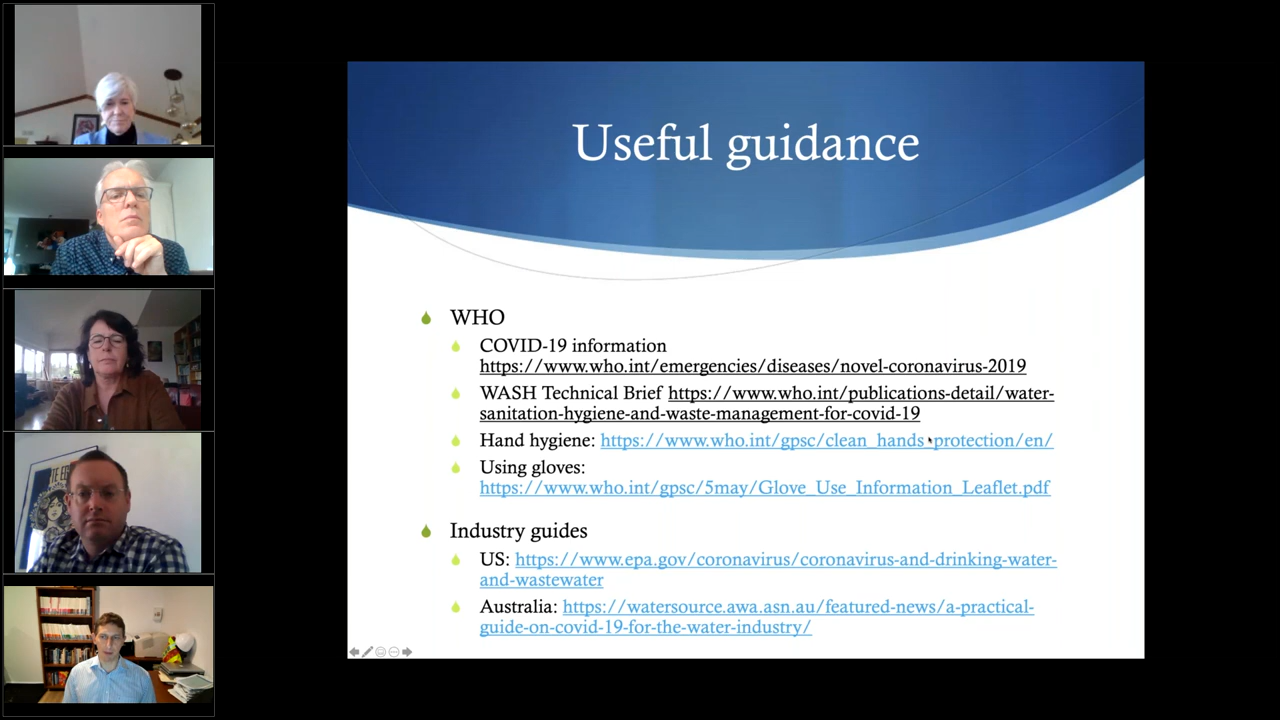 Useful guidance
WHO
COVID-19 information
https://www.who.int/emergencies/diseases/novel-coronavirus-2019
WASH Technical Brief https://www.who.int/publications-detail/water-
sanitation-hygiene-and-waste-management-for-covid-19
Hand hygiene: https://www.who.int/gpsc/clean_hands_protection/en/
Using gloves:
https://www.who.int/gpsc/5may/Glove_Use_Information_Leaflet.pdf
Industry guides
US: https://www.epa.gov/coronavirus/coronavirus-and-drinking-water-
and-wastewater
Australia: https://watersource.awa.asn.au/featured-news/a-practical-
guide-on-covid-19-for-the-water-industry/